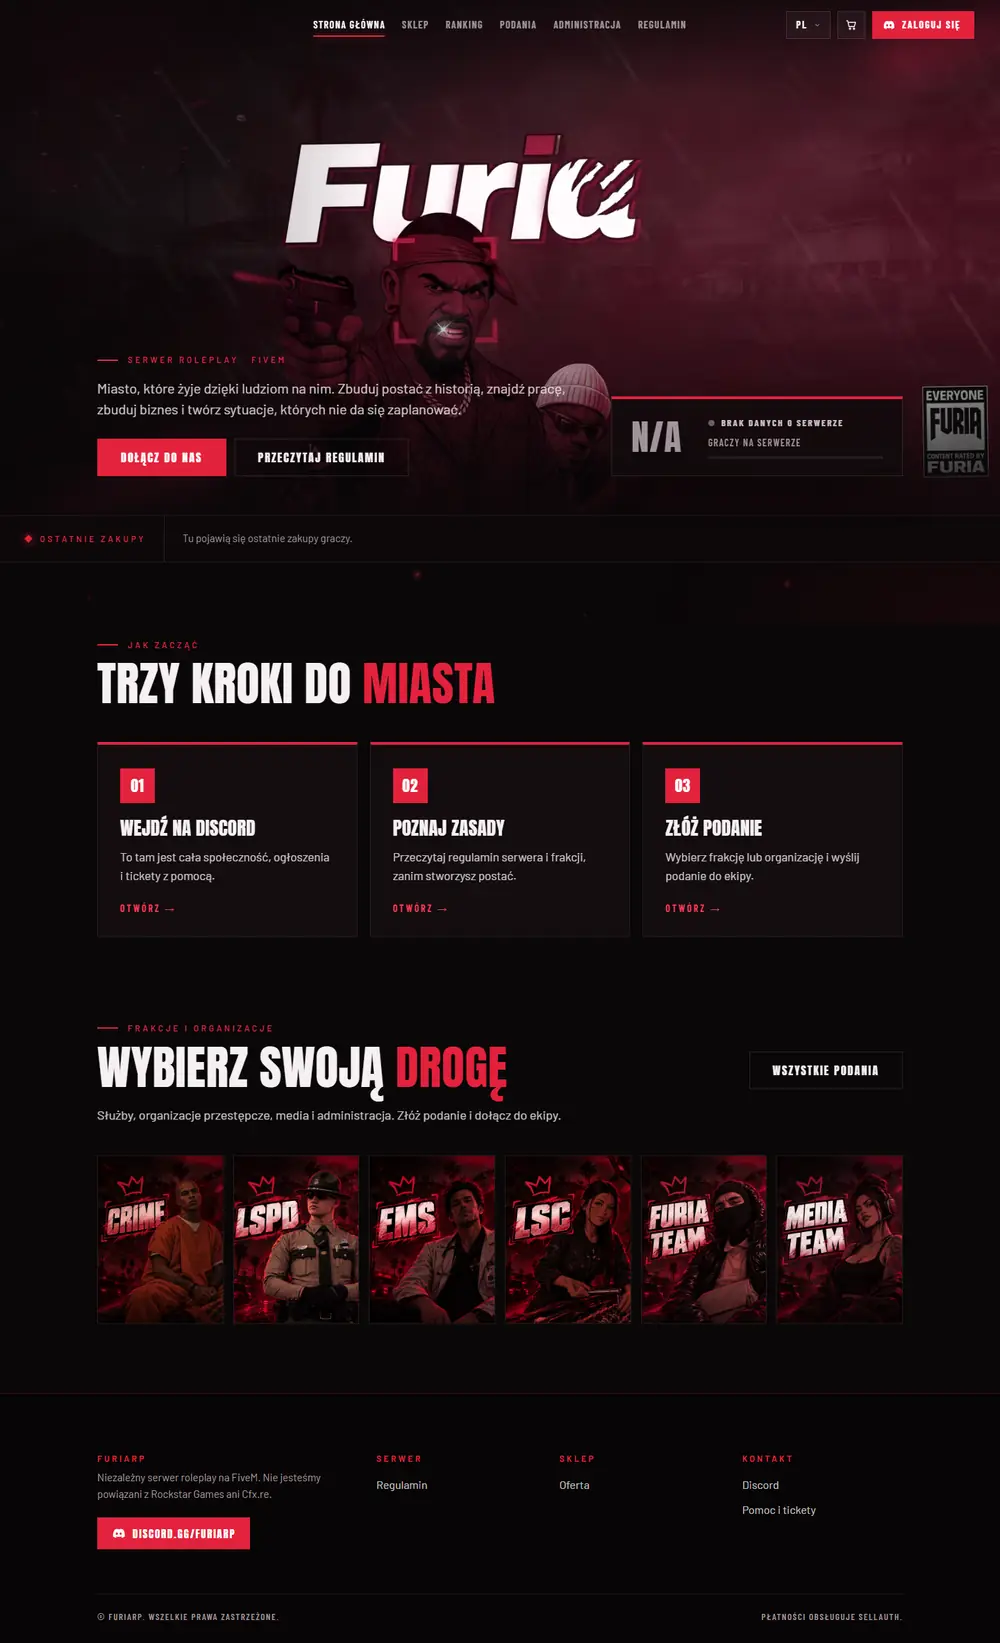 STRONA GŁÓWNA SKLEP RANKING PODANIA ADMINISTRACJA REGULAMIN PL ZALOGUJ SIĘ
Furia
SERWER ROLEPLAY FIVEM
Miasto, które żyje dzięki ludziom na nim. Zbuduj postać z historią, znajdź pracę,
zbuduj biznes i twórz sytuacje, których nie da się zaplanować.
DOŁĄCZ DO NAS PRZECZYTAJ REGULAMIN
N/A
BRAK DANYCH O SERWERZE
GRACZY NA SERWERZE
EVERYONE
FURIA
CONTENT RATED BY
FURIA
OSTATNIE ZAKUPY Tu pojawią się ostatnie zakupy graczy.
JAK ZACZĄĆ
TRZY KROKI DO MIASTA
01
WEJDŹ NA DISCORD
To tam jest cała społeczność, ogłoszenia
i tickety z pomocą.
OTWÓRZ →
02
POZNAJ ZASADY
Przeczytaj regulamin serwera i frakcji,
zanim stworzysz postać.
OTWÓRZ →
03
ZŁÓŻ PODANIE
Wybierz frakcję lub organizację i wyślij
podanie do ekipy.
OTWÓRZ →
FRAKCJE I ORGANIZACJE
WYBIERZ SWOJĄ DROGĘ
WSZYSTKIE PODANIA
Służby, organizacje przestępcze, media i administracja. Złóż podanie i dołącz do ekipy.
CRIME
LSPD
EMS
LSC
FURIA
TEAM
MEDIA
TEAM
FURIARP
Niezależny serwer roleplay na FiveM. Nie jesteśmy
powiązani z Rockstar Games ani Cfx.re.
DISCORD.GG/FURIARP
SERWER
Regulamin
SKLEP
Oferta
KONTAKT
Discord
Pomoc i tickety
© FURIARP. WSZELKIE PRAWA ZASTRZEŻONE.
PŁATNOŚCI OBSŁUGUJE SELLAUTH.